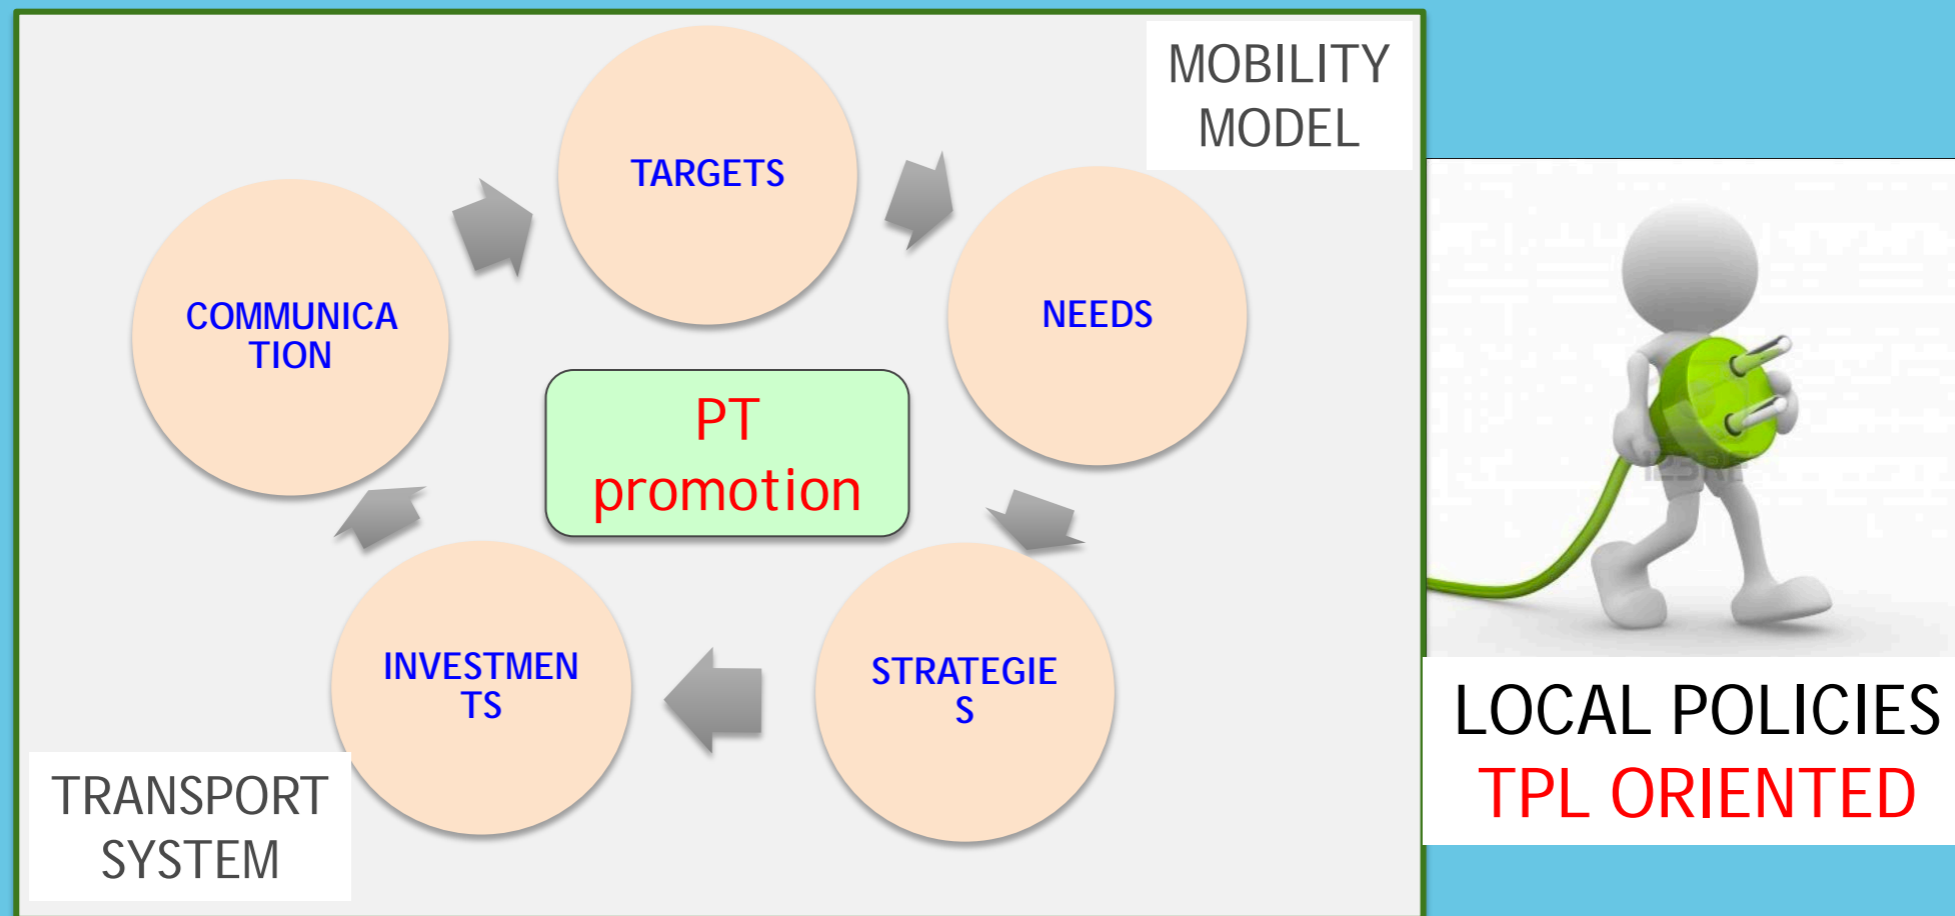 MOBILITY
MODEL
TARGETS
COMMUNICA
TION
NEEDS
PT
promotion
INVESTMEN
TS
STRATEGIE
S
TRANSPORT
SYSTEM
LOCAL POLICIES
TPL ORIENTED